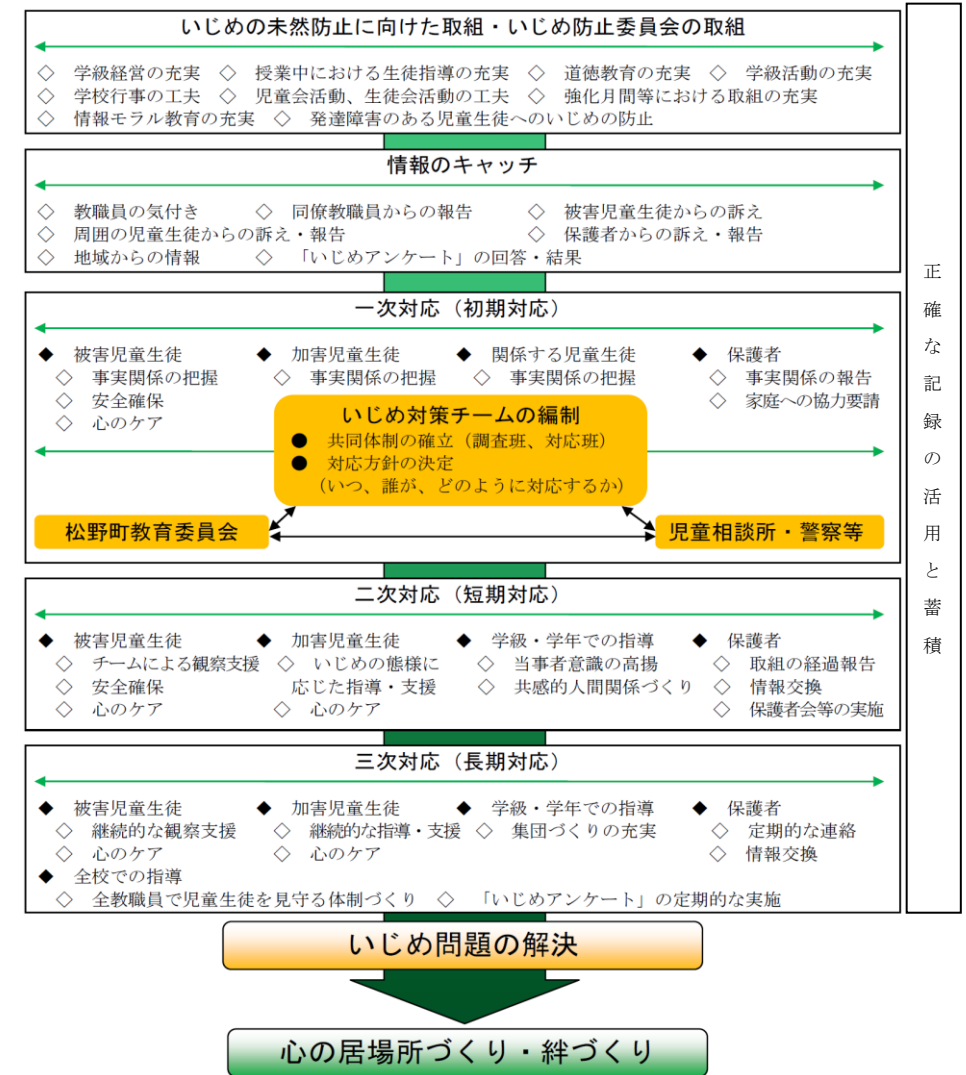 いじめの未然防止に向けた取組・いじめ防止委員会の取組
◇ 学級経営の充実 ◇ 授業中における生徒指導の充実 ◇ 道徳教育の充実 ◇ 学級活動の充実
◇ 学校行事の工夫 ◇ 児童会活動、生徒会活動の工夫 ◇ 強化月間等における取組の充実
◇ 情報モラル教育の充実 ◇ 発達障害のある児童生徒へのいじめの防止
情報のキャッチ
◇ 教職員の気付き ◇ 同僚教職員からの報告 ◇ 被害児童生徒からの訴え
◇ 周囲の児童生徒からの訴え・報告 ◇ 保護者からの訴え・報告
◇ 地域からの情報 ◇ 「いじめアンケート」の回答・結果
一次対応（初期対応）
◆ 被害児童生徒 ◆ 加害児童生徒 ◆ 関係する児童生徒 ◆ 保護者
◇ 事実関係の把握 ◇ 事実関係の把握 ◇ 事実関係の把握 ◇ 事実関係の報告
◇ 安全確保 ◇ 家庭への協力要請
◇ 心のケア
いじめ対策チームの編制
● 共同体制の確立（調査班、対応班）
● 対応方針の決定
（いつ、誰が、どのように対応するか）
松野町教育委員会 児童相談所・警察等
二次対応（短期対応）
◆ 被害児童生徒 ◆ 加害児童生徒 ◆ 学級・学年での指導 ◆ 保護者
◇ チームによる観察支援 ◇ いじめの態様に ◇ 当事者意識の高揚 ◇ 取組の経過報告
◇ 安全確保 応じた指導・支援 ◇ 共感的人間関係づくり ◇ 情報交換
◇ 心のケア ◇ 心のケア ◇ 保護者会等の実施
三次対応（長期対応）
◆ 被害児童生徒 ◆ 加害児童生徒 ◆ 学級・学年での指導 ◆ 保護者
◇ 継続的な観察支援 ◇ 継続的な指導・支援 ◇ 集団づくりの充実 ◇ 定期的な連絡
◇ 心のケア ◇ 心のケア ◇ 情報交換
◆ 全校での指導
◇ 全教職員で児童生徒を見守る体制づくり ◇ 「いじめアンケート」の定期的な実施
いじめ問題の解決
心の居場所づくり・絆づくり
正確な記録の活用と蓄積